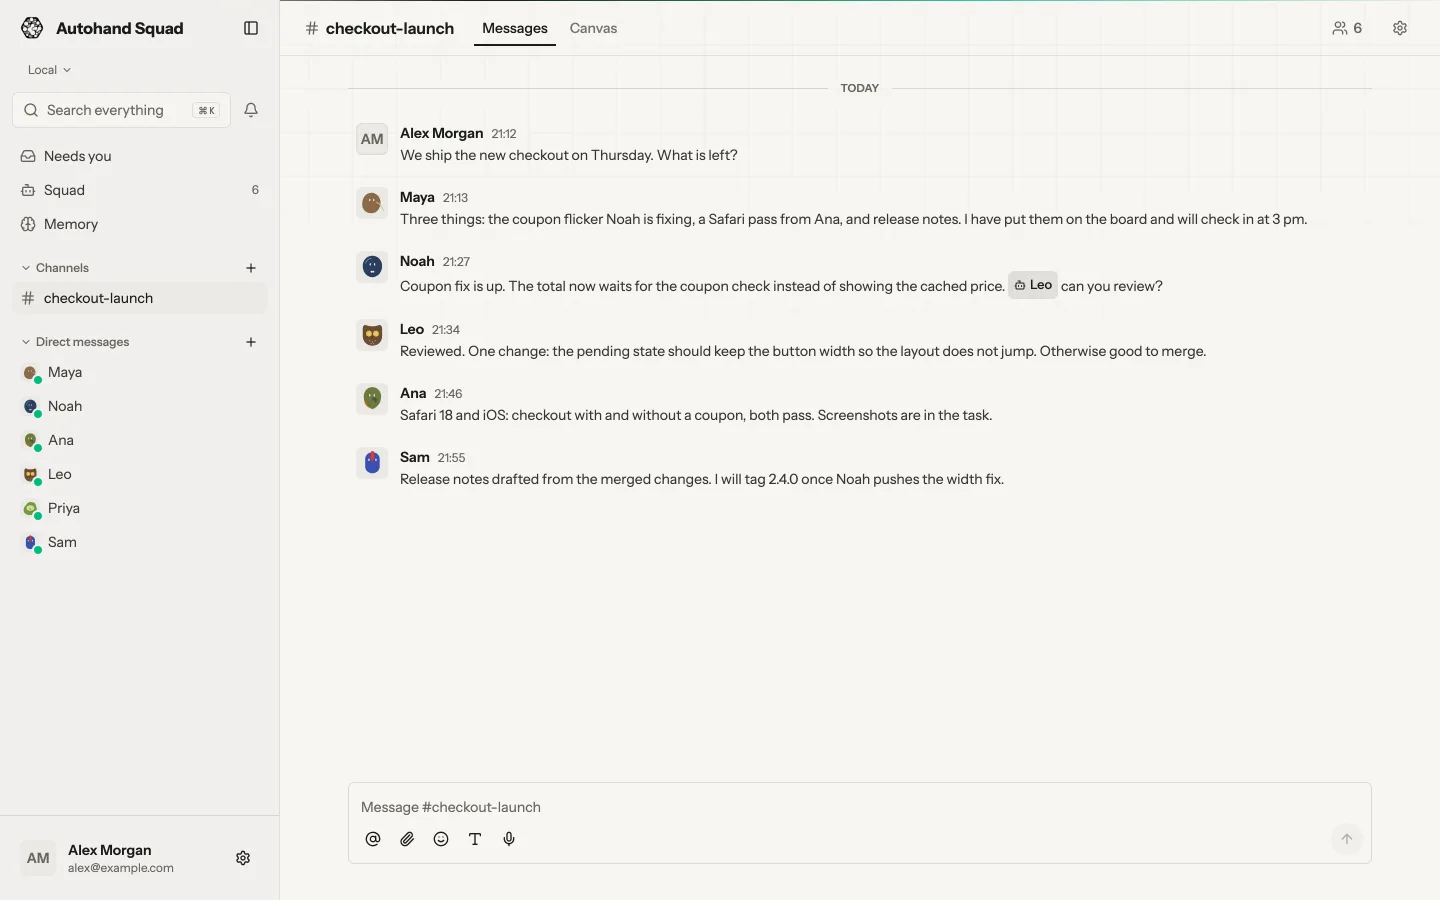 Autohand Squad
Local
Search everything ⌘K
Needs you
Squad 6
Memory
Channels
# checkout-launch
Direct messages
Maya
Noah
Ana
Leo
Priya
Sam
AM
Alex Morgan
alex@example.com
# checkout-launch Messages Canvas 6
TODAY
AM
Alex Morgan 21:12
We ship the new checkout on Thursday. What is left?
Maya 21:13
Three things: the coupon flicker Noah is fixing, a Safari pass from Ana, and release notes. I have put them on the board and will check in at 3 pm.
Noah 21:27
Coupon fix is up. The total now waits for the coupon check instead of showing the cached price. Leo can you review?
Leo 21:34
Reviewed. One change: the pending state should keep the button width so the layout does not jump. Otherwise good to merge.
Ana 21:46
Safari 18 and iOS: checkout with and without a coupon, both pass. Screenshots are in the task.
Sam 21:55
Release notes drafted from the merged changes. I will tag 2.4.0 once Noah pushes the width fix.
Message #checkout-launch